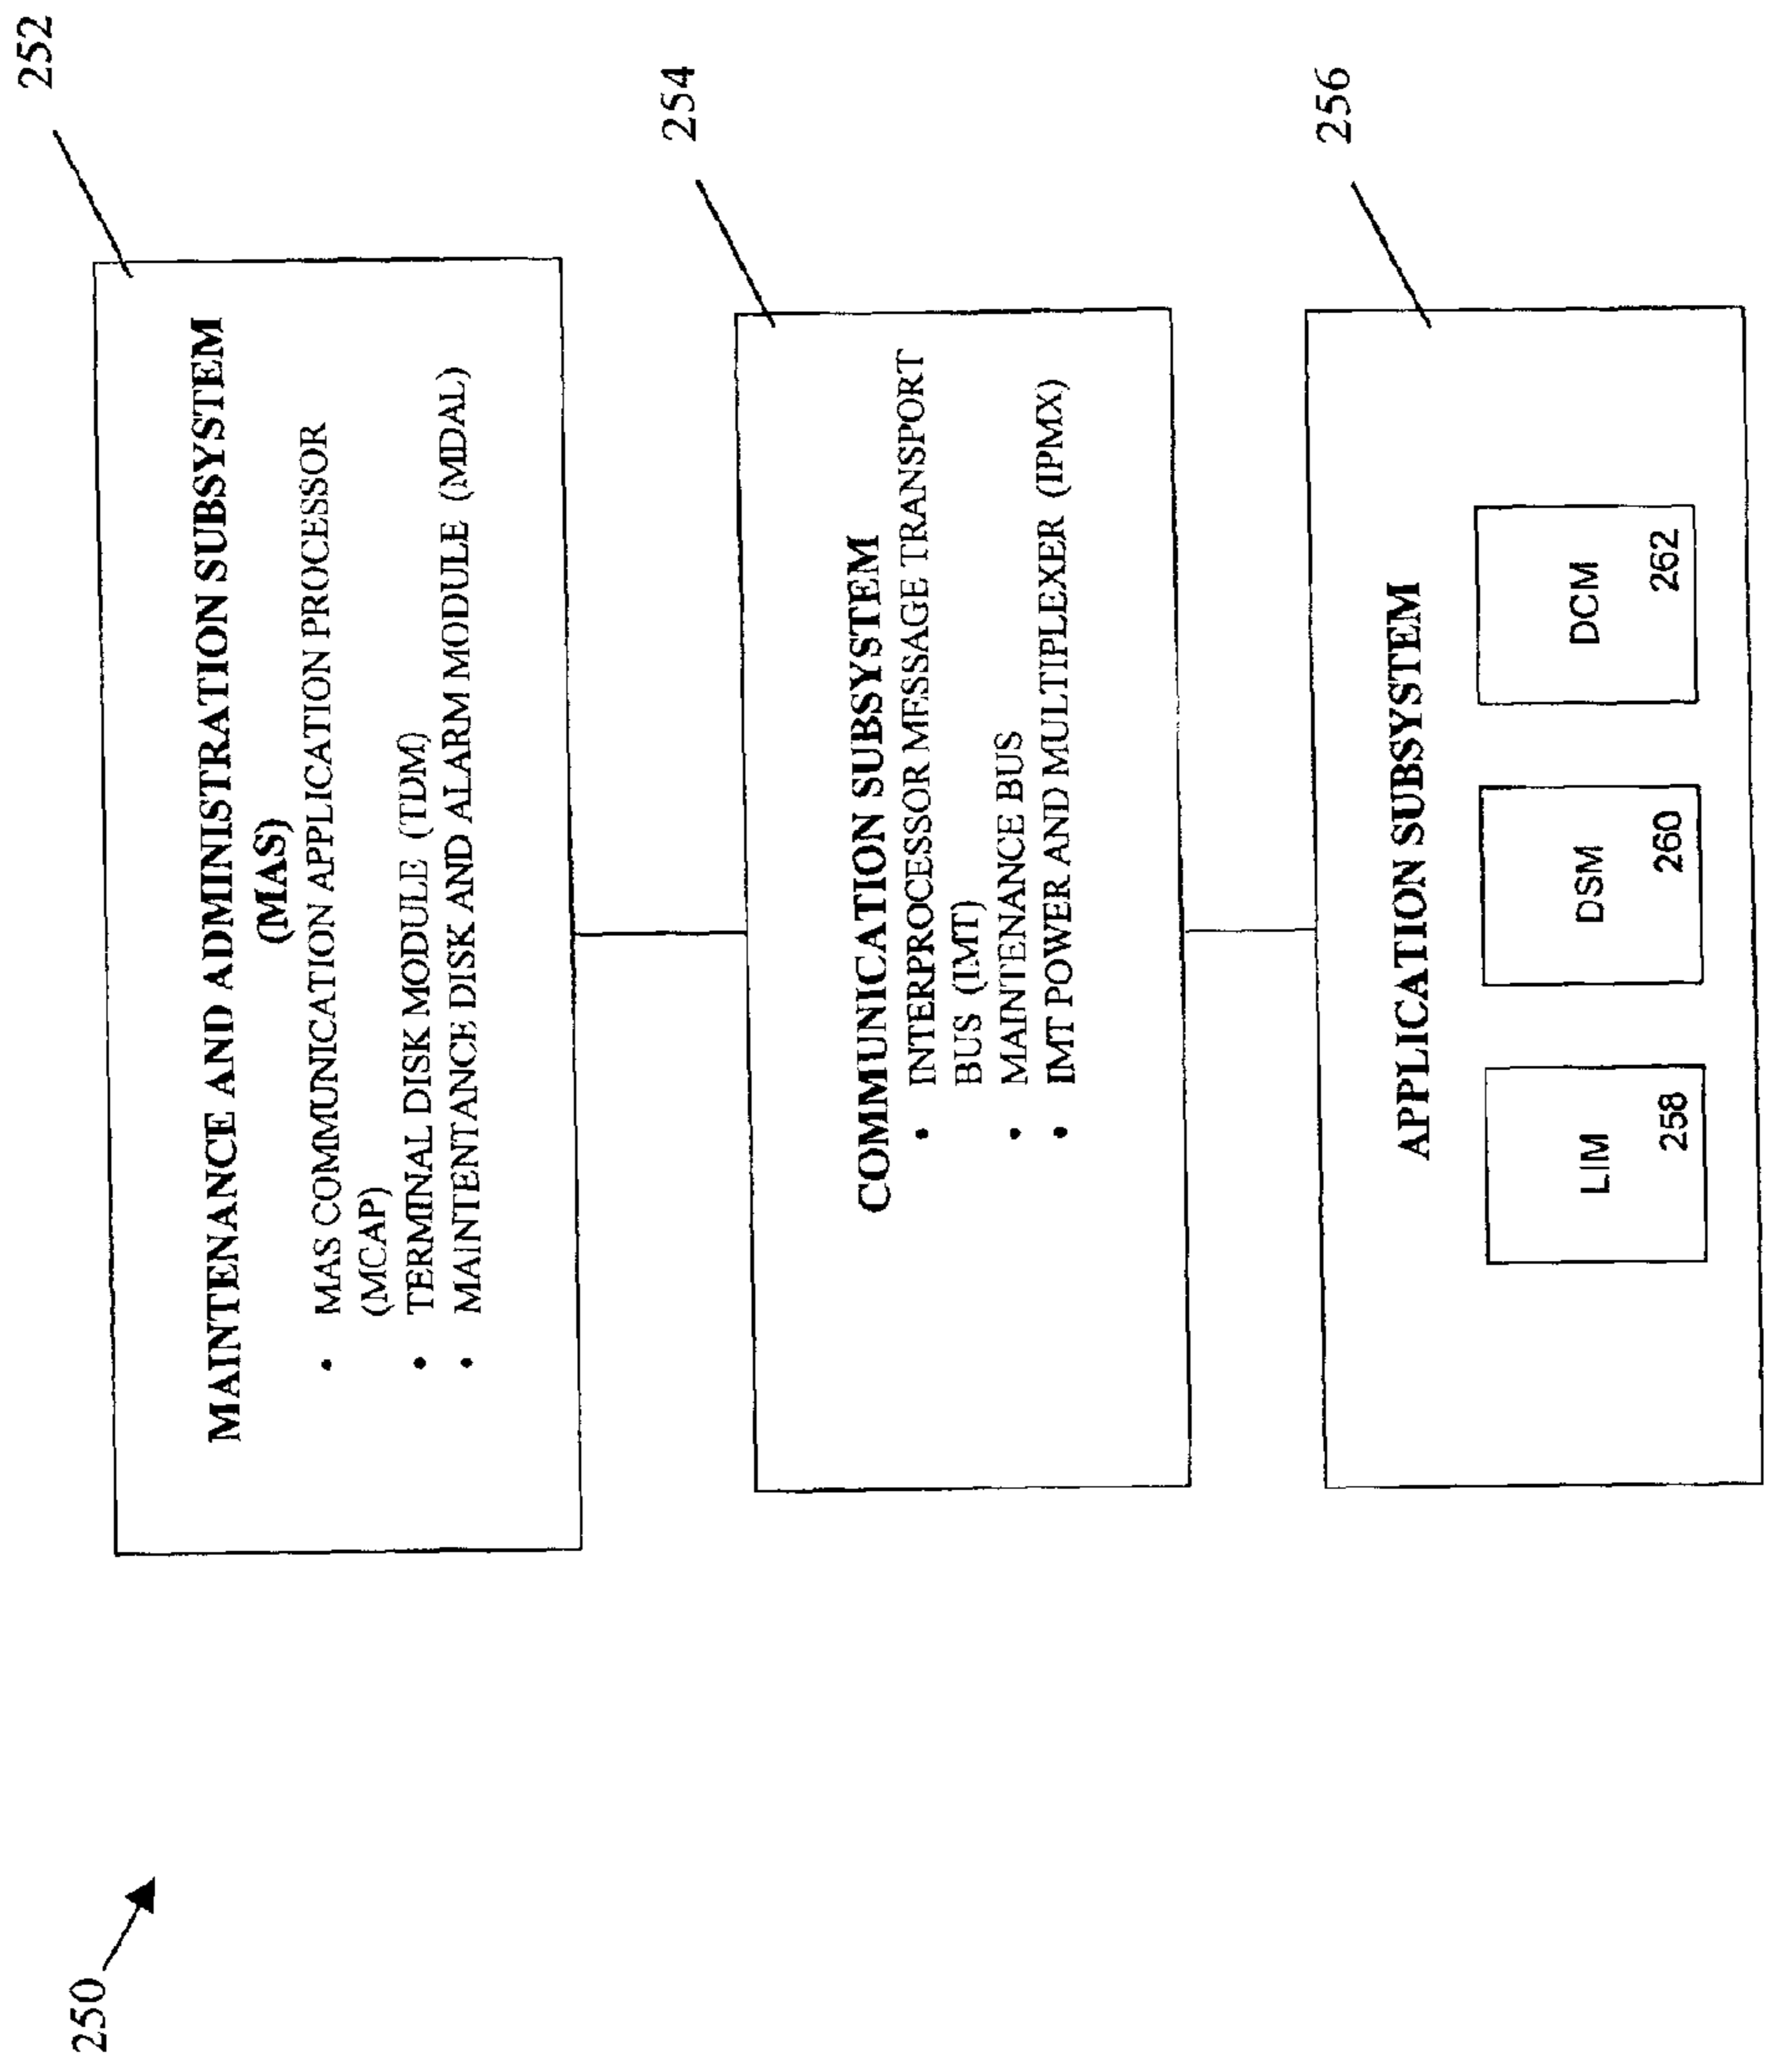 250
252
MAINTENANCE AND ADMINISTRATION SUBSYSTEM
(MAS)
• MAS COMMUNICATION APPLICATION PROCESSOR
(MCAP)
• TERMINAL DISK MODULE (TDM)
• MAINTENTANCE DISK AND ALARM MODULE (MDAL)
254
COMMUNICATION SUBSYSTEM
• INTERPROCESSOR MESSAGE TRANSPORT
BUS (IMT)
• MAINTENANCE BUS
• IMT POWER AND MULTIPLEXER (IPMX)
256
APPLICATION SUBSYSTEM
LIM
258
DSM
260
DCM
262